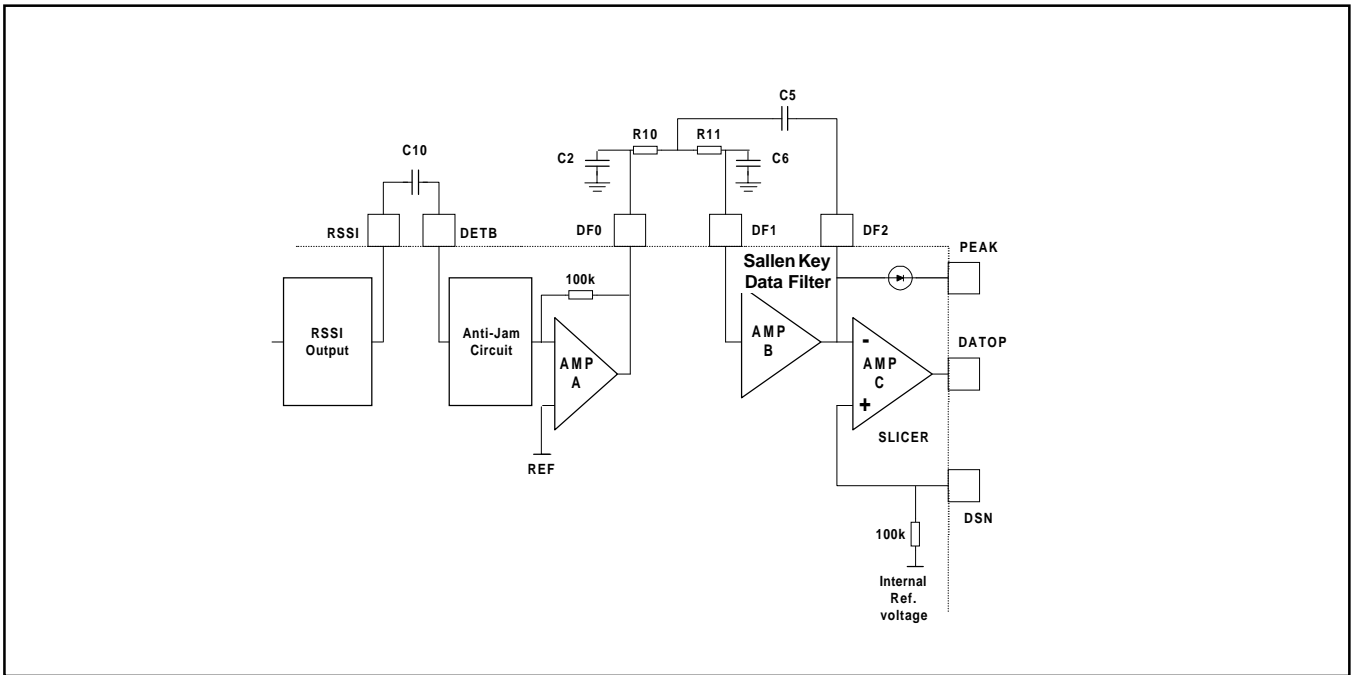 C5
R10
R11
C10
C2
C6
RSSI
DETB
DF0
DF1
DF2
PEAK
Sallen Key
Data Filter
100k
RSSI
Output
Anti-Jam
Circuit
AMP
A
AMP
B
-
AMP
C
+
DATOP
SLICER
REF
DSN
100k
Internal
Ref.
voltage